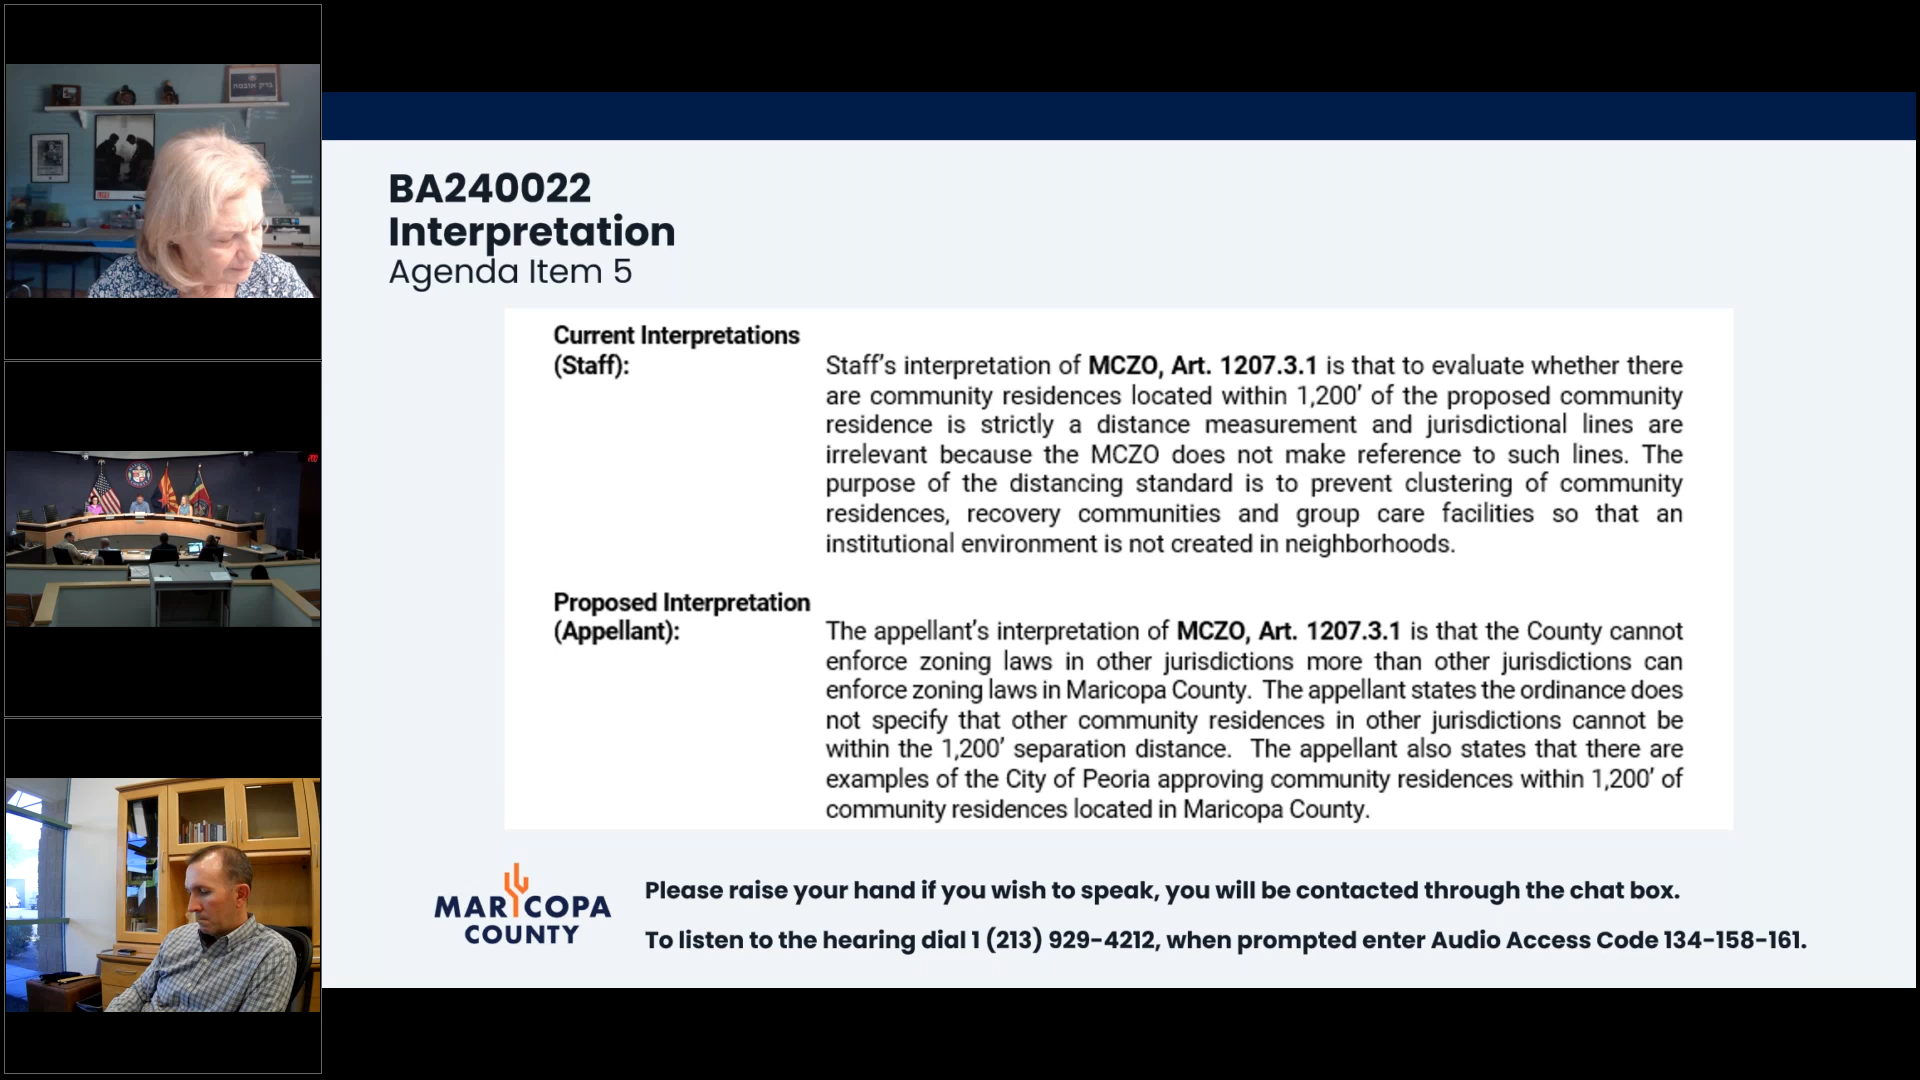 ברק אובמה
LIFE
BA240022
Interpretation
Agenda Item 5
Current Interpretations
(Staff):
Staff's interpretation of MCZO, Art. 1207.3.1 is that to evaluate whether there
are community residences located within 1,200' of the proposed community
residence is strictly a distance measurement and jurisdictional lines are
irrelevant because the MCZO does not make reference to such lines. The
purpose of the distancing standard is to prevent clustering of community
residences, recovery communities and group care facilities so that an
institutional environment is not created in neighborhoods.
Proposed Interpretation
(Appellant):
The appellant's interpretation of MCZO, Art. 1207.3.1 is that the County cannot
enforce zoning laws in other jurisdictions more than other jurisdictions can
enforce zoning laws in Maricopa County. The appellant states the ordinance does
not specify that other community residences in other jurisdictions cannot be
within the 1,200' separation distance. The appellant also states that there are
examples of the City of Peoria approving community residences within 1,200' of
community residences located in Maricopa County.
MARICOPA
COUNTY
Please raise your hand if you wish to speak, you will be contacted through the chat box.
To listen to the hearing dial 1 (213) 929-4212, when prompted enter Audio Access Code 134-158-161.